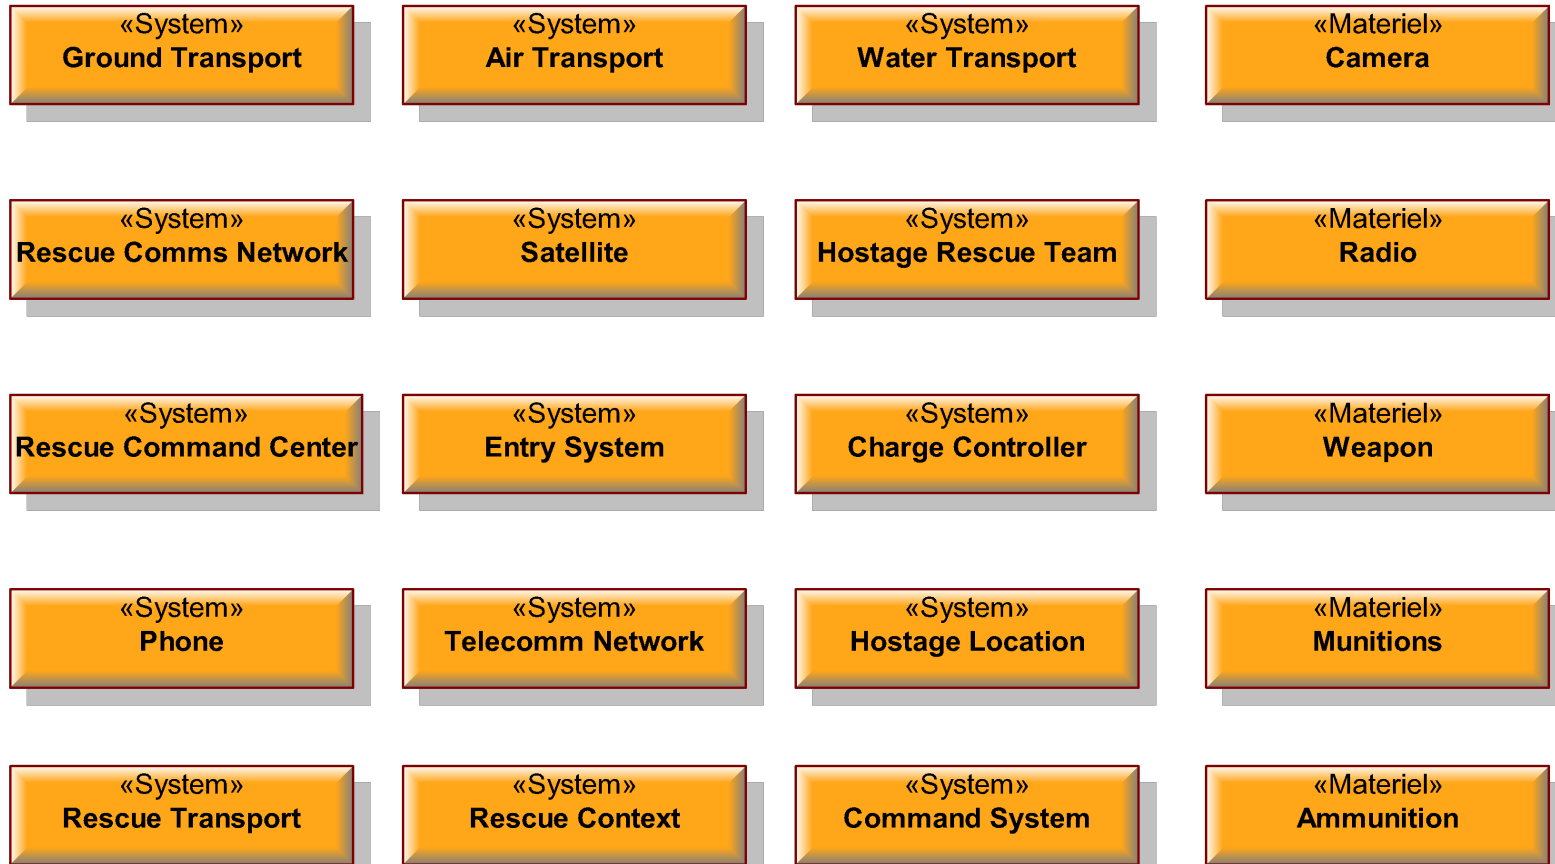 «System»
Ground Transport
«System»
Air Transport
«System»
Water Transport
«Materiel»
Camera
«System»
Rescue Comms Network
«System»
Satellite
«System»
Hostage Rescue Team
«Materiel»
Radio
«System»
Rescue Command Center
«System»
Entry System
«System»
Charge Controller
«Materiel»
Weapon
«System»
Phone
«System»
Telecomm Network
«System»
Hostage Location
«Materiel»
Munitions
«System»
Rescue Transport
«System»
Rescue Context
«System»
Command System
«Materiel»
Ammunition